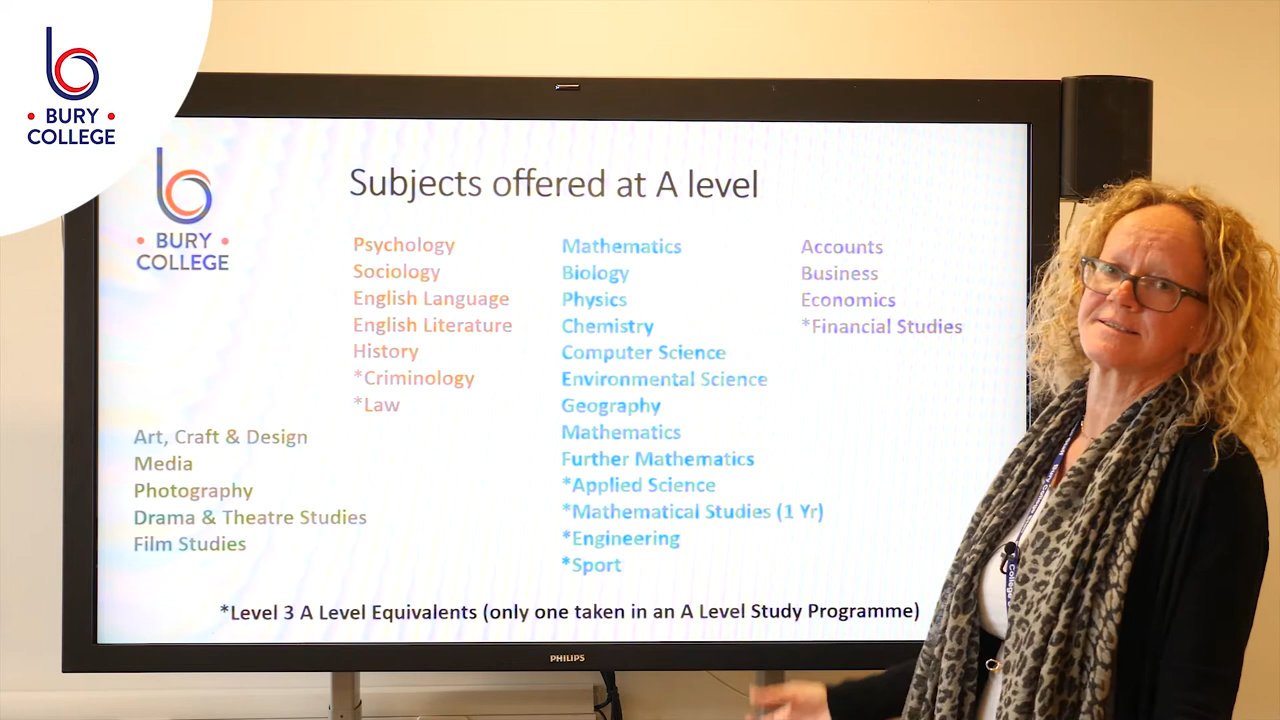 BURY
COLLEGE
BURY
COLLEGE
Subjects offered at A level
Psychology
Sociology
English Language
English Literature
History
*Criminology
*Law
Mathematics
Biology
Physics
Chemistry
Computer Science
Environmental Science
Geography
Mathematics
Further Mathematics
*Applied Science
*Mathematical Studies (1 Yr)
*Engineering
*Sport
Accounts
Business
Economics
*Financial Studies
Art, Craft & Design
Media
Photography
Drama & Theatre Studies
Film Studies
*Level 3 A Level Equivalents (only one taken in an A Level Study Programme)
PHILIPS